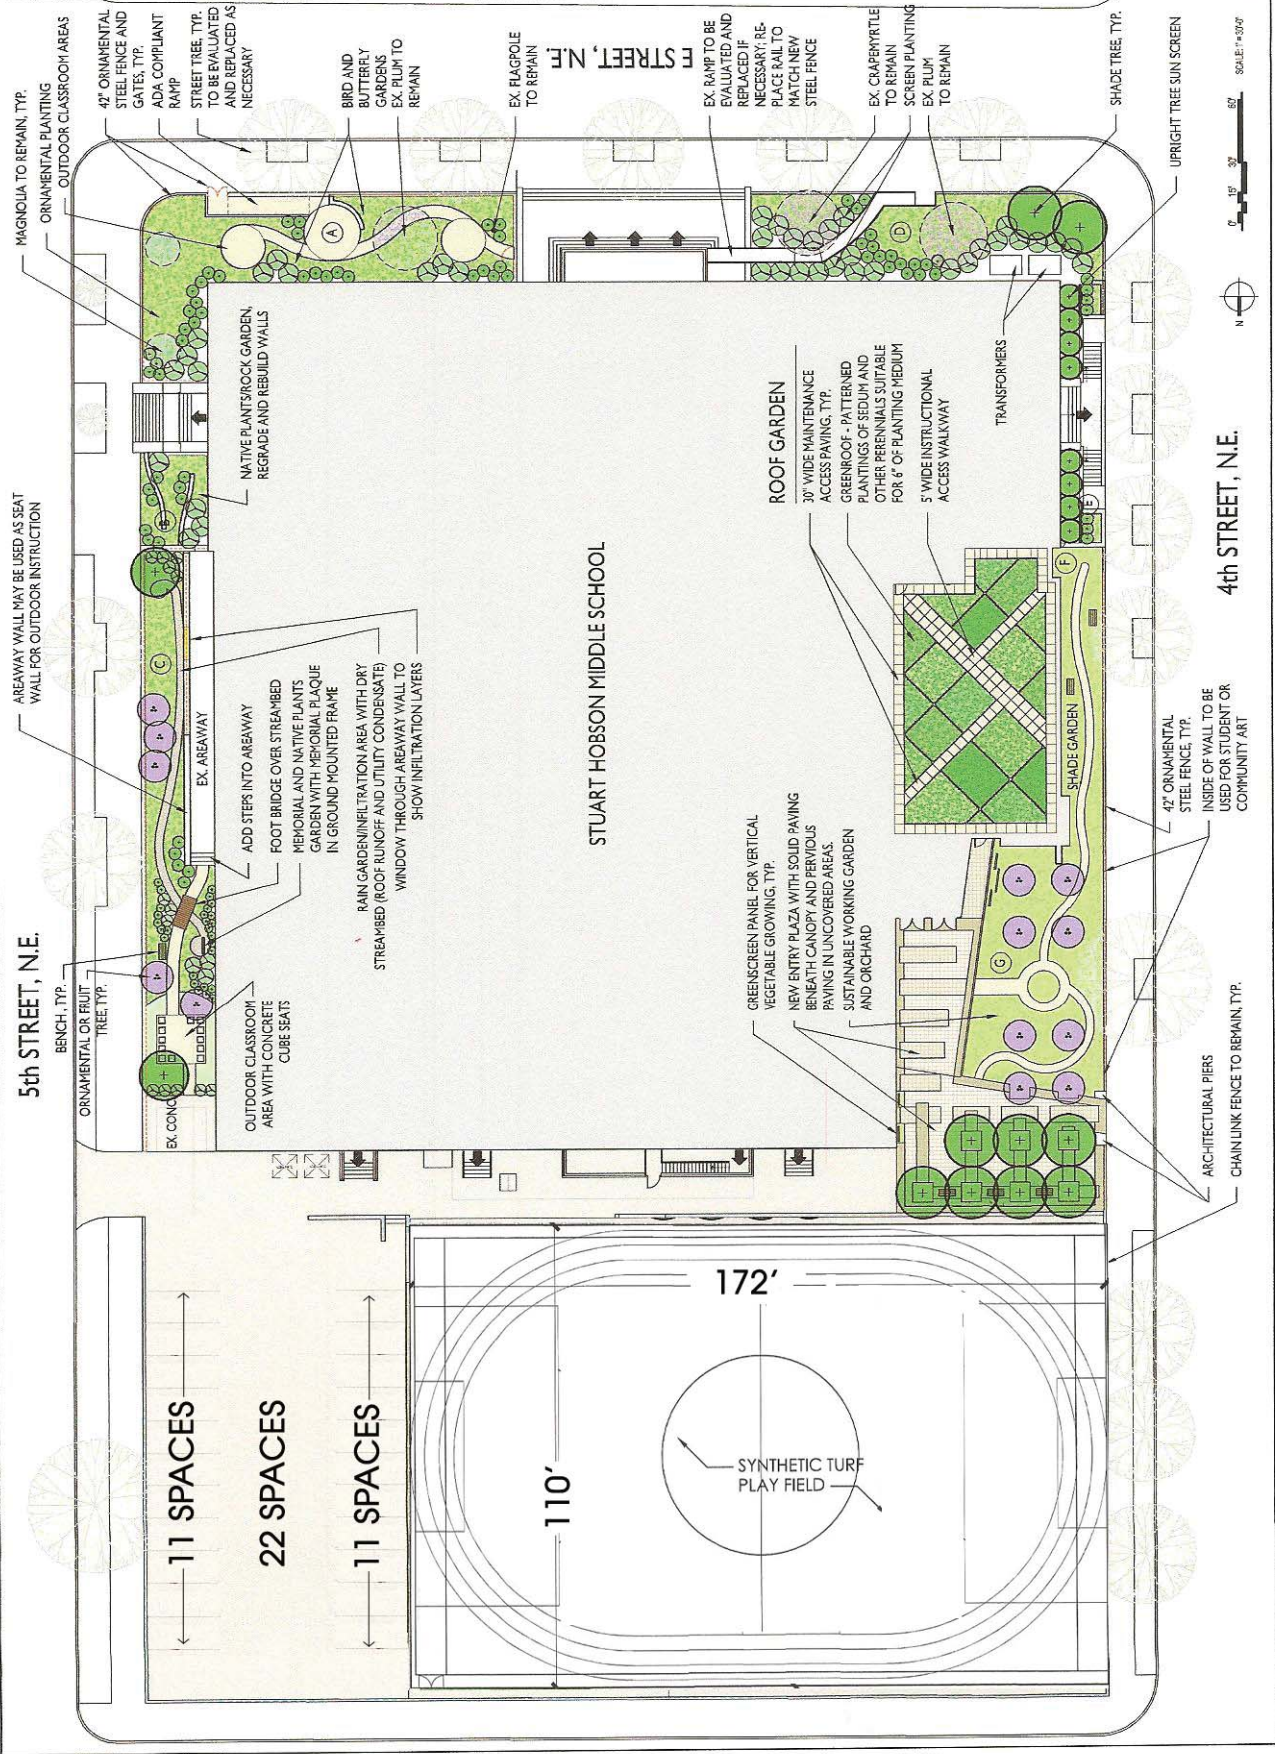 5th STREET, N.E.
AREAWAY WALL MAY BE USED AS SEAT
WALL FOR OUTDOOR INSTRUCTION
MAGNOLIA TO REMAIN, TYP.
ORNAMENTAL PLANTING
OUTDOOR CLASSROOM AREAS
42" ORNAMENTAL
STEEL FENCE AND
GATES, TYP.
ADA COMPLIANT
RAMP
STREET TREE, TYP.
TO BE EVALUATED
AND REPLACED AS
NECESSARY
BIRD AND
BUTTERFLY
GARDENS
EX. PLUM TO
REMAIN
EX. FLAGPOLE
TO REMAIN
E STREET, N.E.
EX. RAMP TO BE
EVALUATED AND
REPLACED IF
NECESSARY; RE-
PLACE RAIL TO
MATCH NEW
STEEL FENCE
EX. CRAPEMYRTLE
TO REMAIN
SCREEN PLANTING
EX. PLUM
TO REMAIN
SHADE TREE, TYP.
UPRIGHT TREE SUN SCREEN
BENCH, TYP.
ORNAMENTAL OR FRUIT
TREE, TYP.
EX. CONC
OUTDOOR CLASSROOM
AREA WITH CONCRETE
CUBE SEATS
EX. AREAWAY
ADD STEPS INTO AREAWAY
FOOT BRIDGE OVER STREAMBED
MEMORIAL AND NATIVE PLANTS
GARDEN WITH MEMORIAL PLAQUE
IN GROUND MOUNTED FRAME
RAIN GARDEN/INFILTRATION AREA WITH DRY
STREAMBED (ROOF RUNOFF AND UTILITY CONDENSATE)
WINDOW THROUGH AREAWAY WALL TO
SHOW INFILTRATION LAYERS
NATIVE PLANTS/ROCK GARDEN,
REGRADE AND REBUILD WALLS
A
B
C
D
E
F
G
STUART HOBSON MIDDLE SCHOOL
ROOF GARDEN
30" WIDE MAINTENANCE
ACCESS PAVING, TYP.
GREENROOF - PATTERNED
PLANTINGS OF SEDUM AND
OTHER PERENNIALS SUITABLE
FOR 6" OF PLANTING MEDIUM
5' WIDE INSTRUCTIONAL
ACCESS WALKWAY
TRANSFORMERS
GREENSCREEN PANEL FOR VERTICAL
VEGETABLE GROWING, TYP.
NEW ENTRY PLAZA WITH SOLID PAVING
BENEATH CANOPY AND PERVIOUS
PAVING IN UNCOVERED AREAS.
SUSTAINABLE WORKING GARDEN
AND ORCHARD
SHADE GARDEN
11 SPACES
22 SPACES
11 SPACES
110'
172'
SYNTHETIC TURF
PLAY FIELD
CHAIN LINK FENCE TO REMAIN, TYP.
ARCHITECTURAL PIERS
INSIDE OF WALL TO BE
USED FOR STUDENT OR
COMMUNITY ART
42" ORNAMENTAL
STEEL FENCE, TYP.
4th STREET, N.E.
N
0' 15' 30' 60'
SCALE: 1"=30'-0"